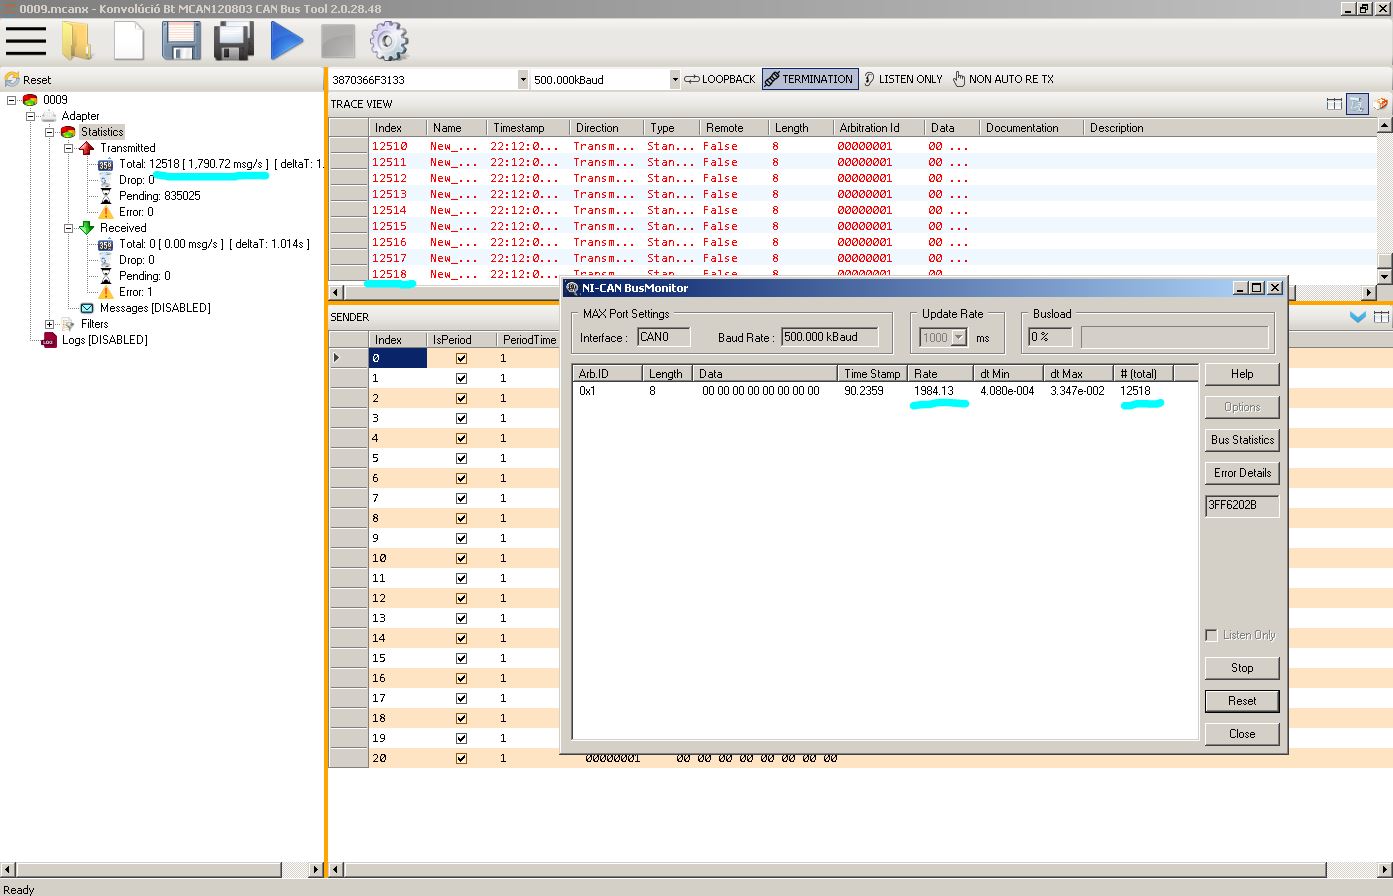 0009.mcanx - Konvolúció Bt MCAN120803 CAN Bus Tool 2.0.28.48
Reset
0009
Adapter
Statistics
Transmitted
Total: 12518 [ 1,790.72 msg/s ] [ deltaT: 1.
Drop: 0
Pending: 835025
Error: 0
Received
Total: 0 [ 0.00 msg/s ] [ deltaT: 1.014s ]
Drop: 0
Pending: 0
Error: 1
Messages [DISABLED]
Filters
Logs [DISABLED]
3870366F3133 500.000kBaud LOOPBACK TERMINATION LISTEN ONLY NON AUTO RE TX
TRACE VIEW
Index Name Timestamp Direction Type Remote Length Arbitration Id Data Documentation Description
12510 New_... 22:12:0... Transm... Stan... False 8 00000001 00 ...
12511 New_... 22:12:0... Transm... Stan... False 8 00000001 00 ...
12512 New_... 22:12:0... Transm... Stan... False 8 00000001 00 ...
12513 New_... 22:12:0... Transm... Stan... False 8 00000001 00 ...
12514 New_... 22:12:0... Transm... Stan... False 8 00000001 00 ...
12515 New_... 22:12:0... Transm... Stan... False 8 00000001 00 ...
12516 New_... 22:12:0... Transm... Stan... False 8 00000001 00 ...
12517 New_... 22:12:0... Transm... Stan... False 8 00000001 00 ...
12518 New_... 22:12:0... Transm... Stan... False 8 00000001 00 ...
SENDER
Index IsPeriod PeriodTime
0 1
1 1
2 1
3 1
4 1
5 1
6 1
7 1
8 1
9 1
10 1
11 1
12 1
13 1
14 1
15 1
16 1
17 1
18 1
19 1
20 1 00000001 00 00 00 00 00 00 00 00
NI-CAN BusMonitor
MAX Port Settings
Interface : CAN0 Baud Rate : 500.000 kBaud
Update Rate
1000 ms
Busload
0 %
Arb.ID Length Data Time Stamp Rate dt Min dt Max # (total)
0x1 8 00 00 00 00 00 00 00 00 90.2359 1984.13 4.080e-004 3.347e-002 12518
Help
Options
Bus Statistics
Error Details
3FF6202B
Listen Only
Stop
Reset
Close
Ready